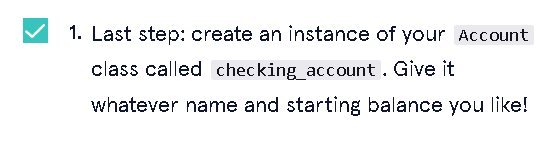 1. Last step: create an instance of your Account
class called checking_account. Give it
whatever name and starting balance you like!